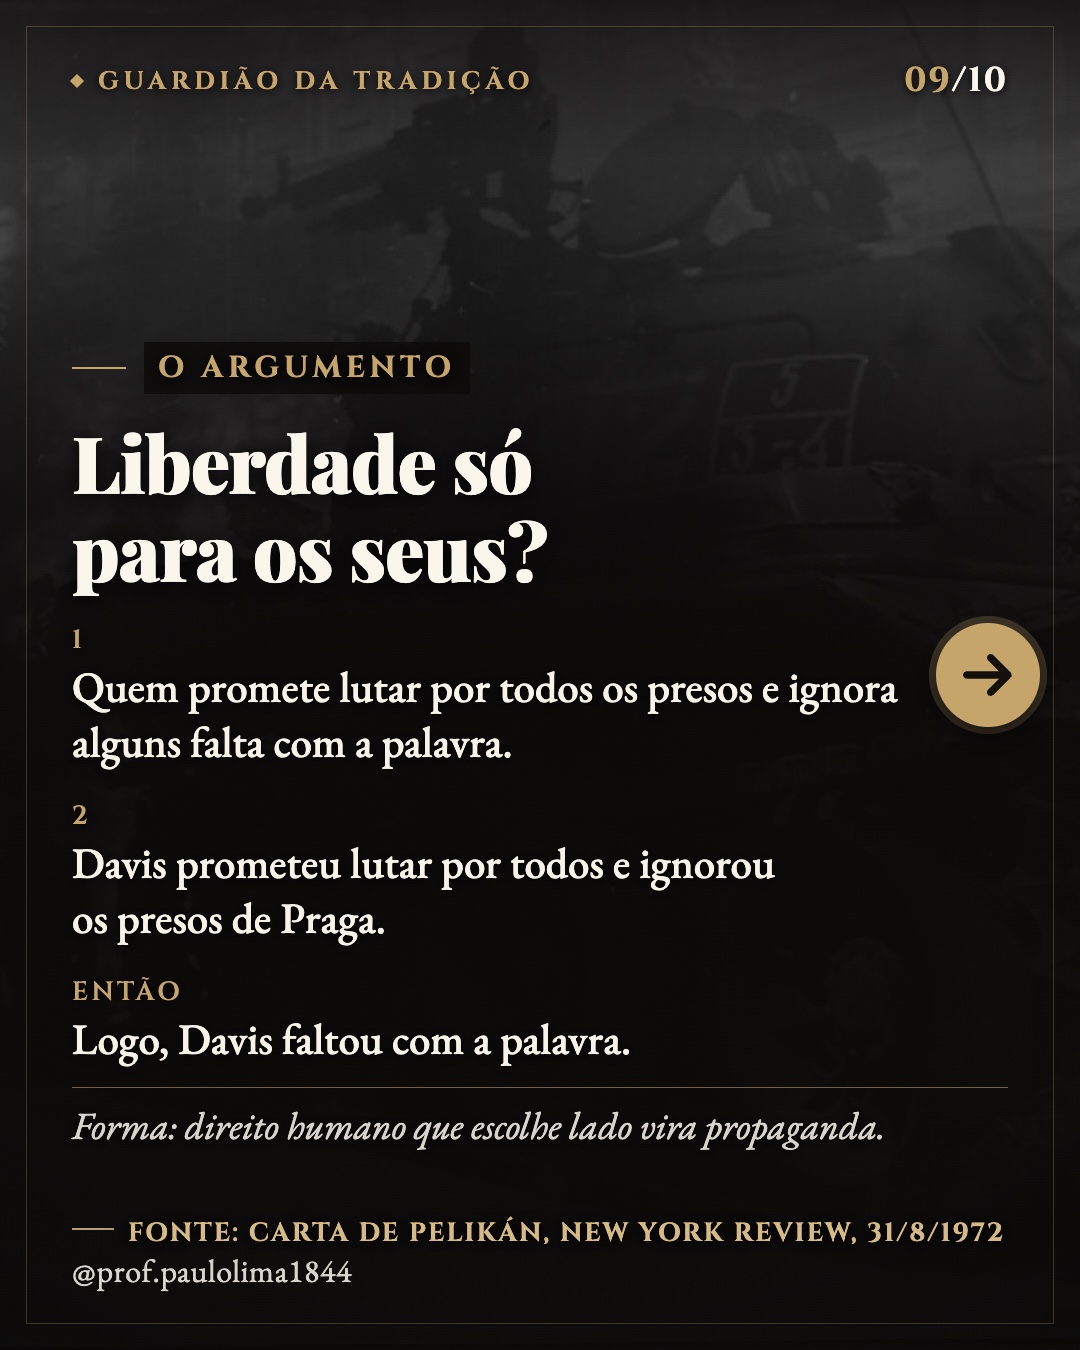 GUARDIÃO DA TRADIÇÃO
09/10
O ARGUMENTO
Liberdade só
para os seus?
1
Quem promete lutar por todos os presos e ignora
alguns falta com a palavra.
2
Davis prometeu lutar por todos e ignorou
os presos de Praga.
ENTÃO
Logo, Davis faltou com a palavra.
Forma: direito humano que escolhe lado vira propaganda.
FONTE: CARTA DE PELIKÁN, NEW YORK REVIEW, 31/8/1972
@prof.paulolima1844
5
3-4